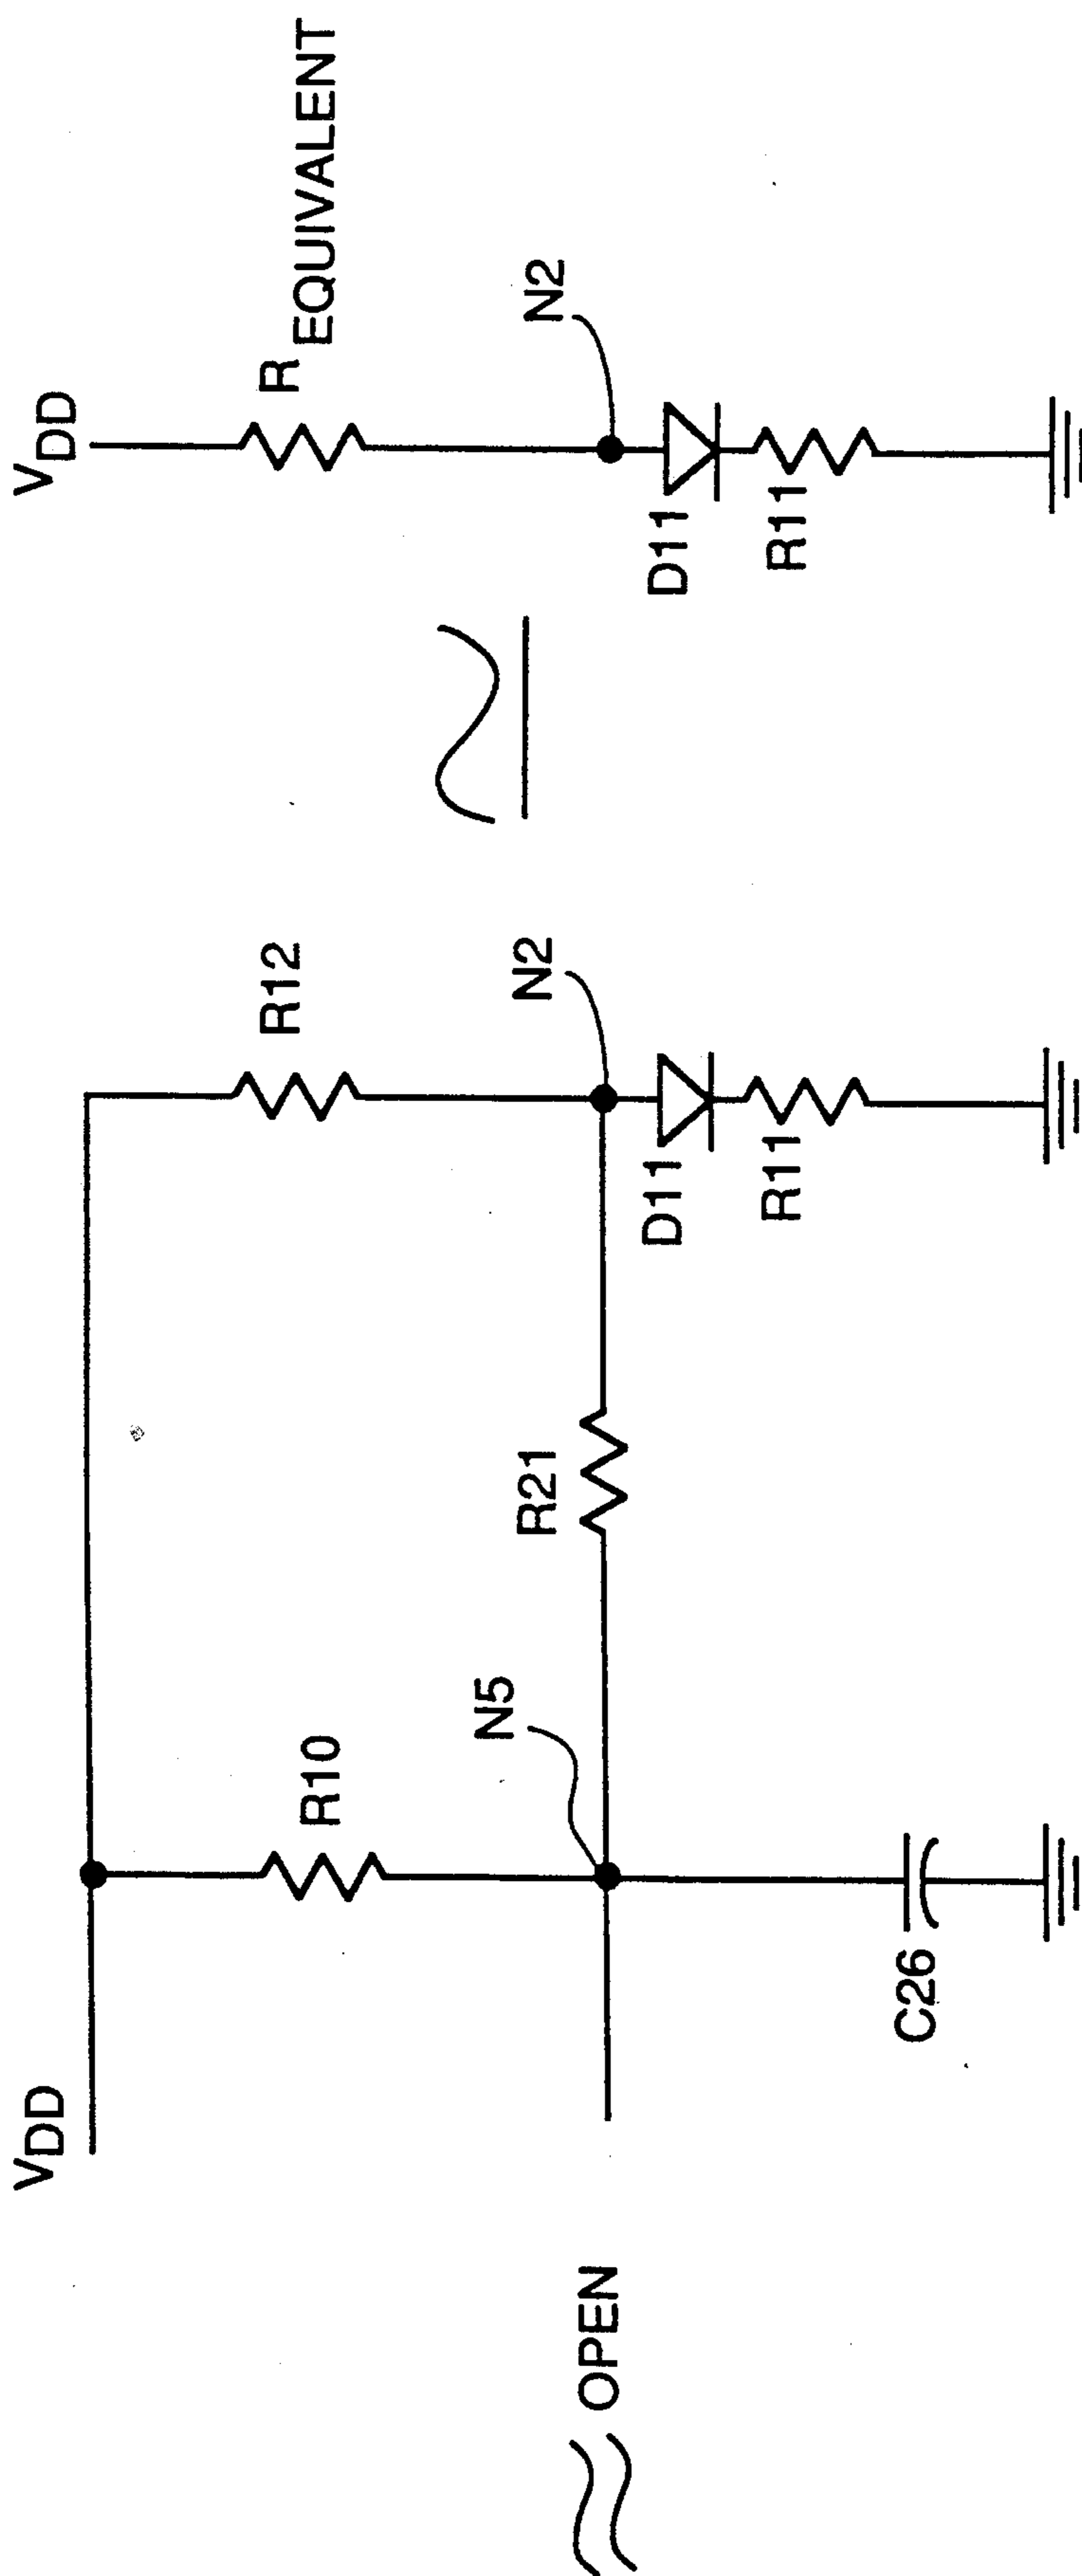 VDD
R10
N5
C26
≈ OPEN
R21
R12
N2
D11
R11
≅
VDD
R EQUIVALENT
N2
D11
R11